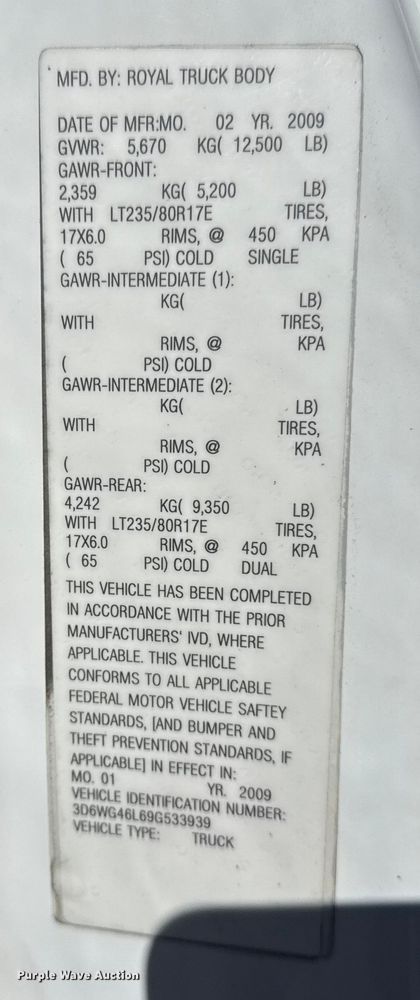 MFD. BY: ROYAL TRUCK BODY
DATE OF MFR:MO. 02 YR. 2009
GVWR: 5,670 KG( 12,500 LB)
GAWR-FRONT:
2,359 KG( 5,200 LB)
WITH LT235/80R17E TIRES,
17X6.0 RIMS, @ 450 KPA
( 65 PSI) COLD SINGLE
GAWR-INTERMEDIATE (1):
KG( LB)
WITH TIRES,
RIMS, @ KPA
( PSI) COLD
GAWR-INTERMEDIATE (2):
KG( LB)
WITH TIRES,
RIMS, @ KPA
( PSI) COLD
GAWR-REAR:
4,242 KG( 9,350 LB)
WITH LT235/80R17E TIRES,
17X6.0 RIMS, @ 450 KPA
( 65 PSI) COLD DUAL
THIS VEHICLE HAS BEEN COMPLETED
IN ACCORDANCE WITH THE PRIOR
MANUFACTURERS' IVD, WHERE
APPLICABLE. THIS VEHICLE
CONFORMS TO ALL APPLICABLE
FEDERAL MOTOR VEHICLE SAFTEY
STANDARDS, [AND BUMPER AND
THEFT PREVENTION STANDARDS, IF
APPLICABLE] IN EFFECT IN:
MO. 01 YR. 2009
VEHICLE IDENTIFICATION NUMBER:
3D6WG46L69G533939
VEHICLE TYPE: TRUCK
Purple Wave Auction